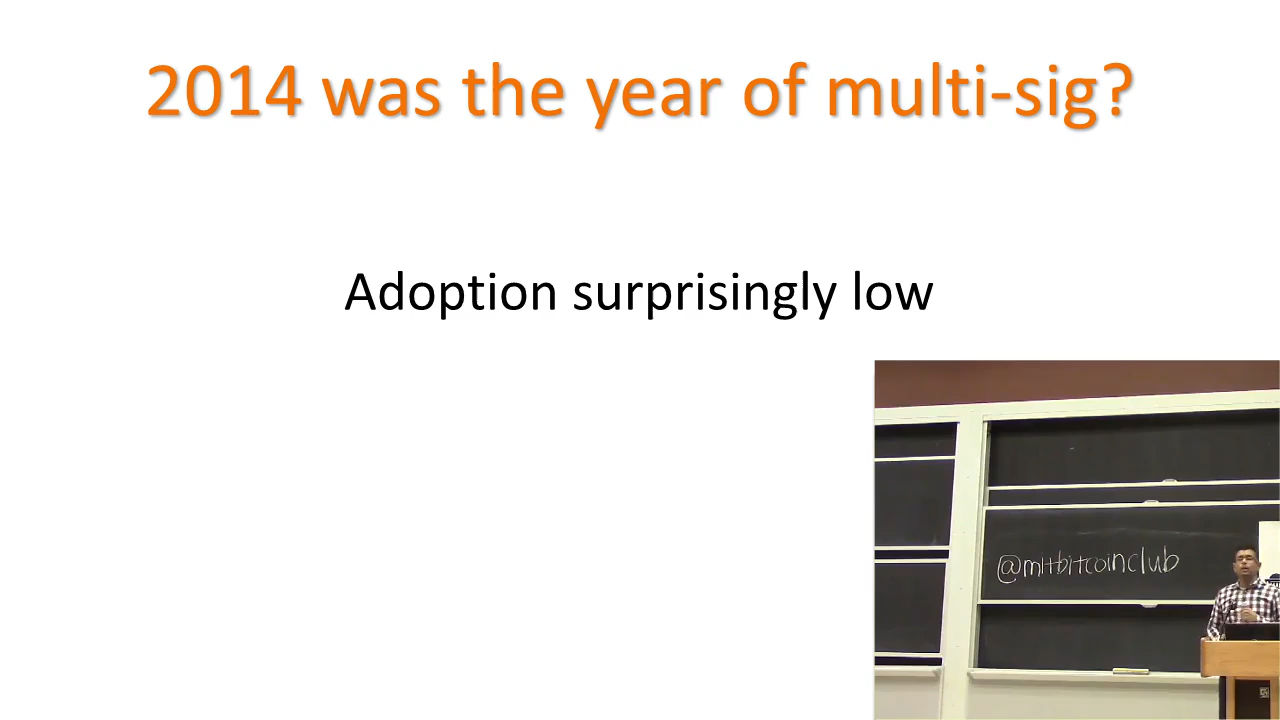 2014 was the year of multi-sig?
Adoption surprisingly low
@mitbitcoinclub